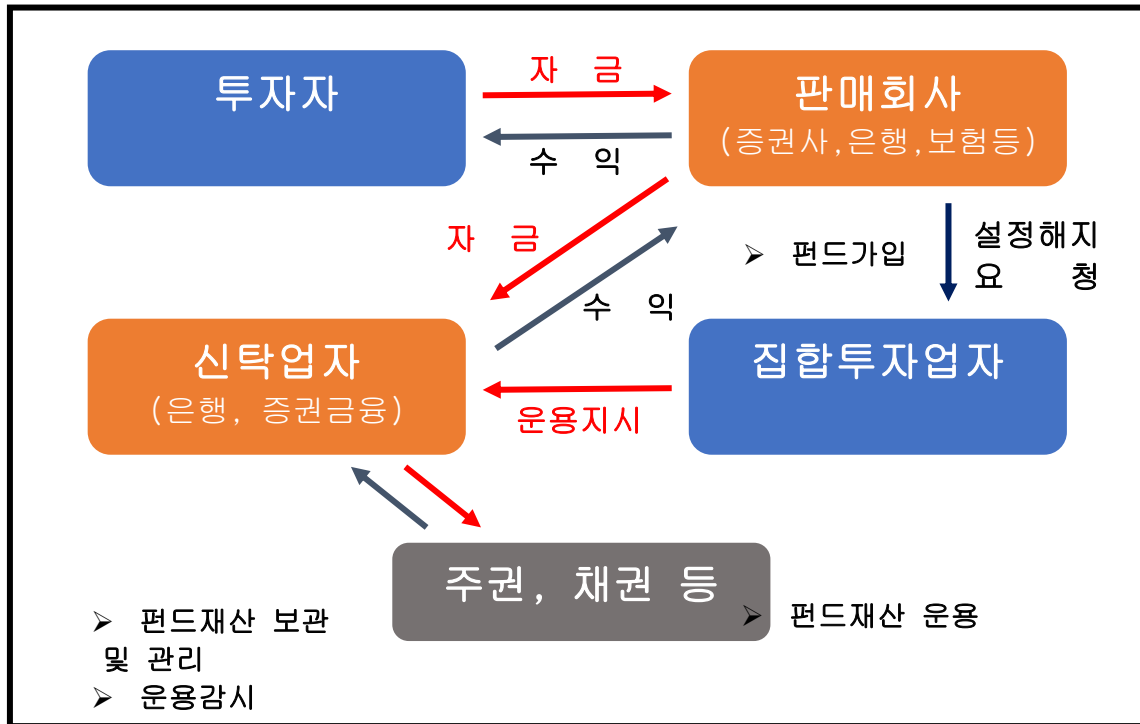 투자자
자 금
판매회사
(증권사,은행,보험등)
수 익
자 금
➢ 펀드가입
설정해지
요 청
수 익
신탁업자
(은행, 증권금융)
집합투자업자
운용지시
주권, 채권 등
➢ 펀드재산 보관
및 관리
➢ 운용감시
➢ 펀드재산 운용